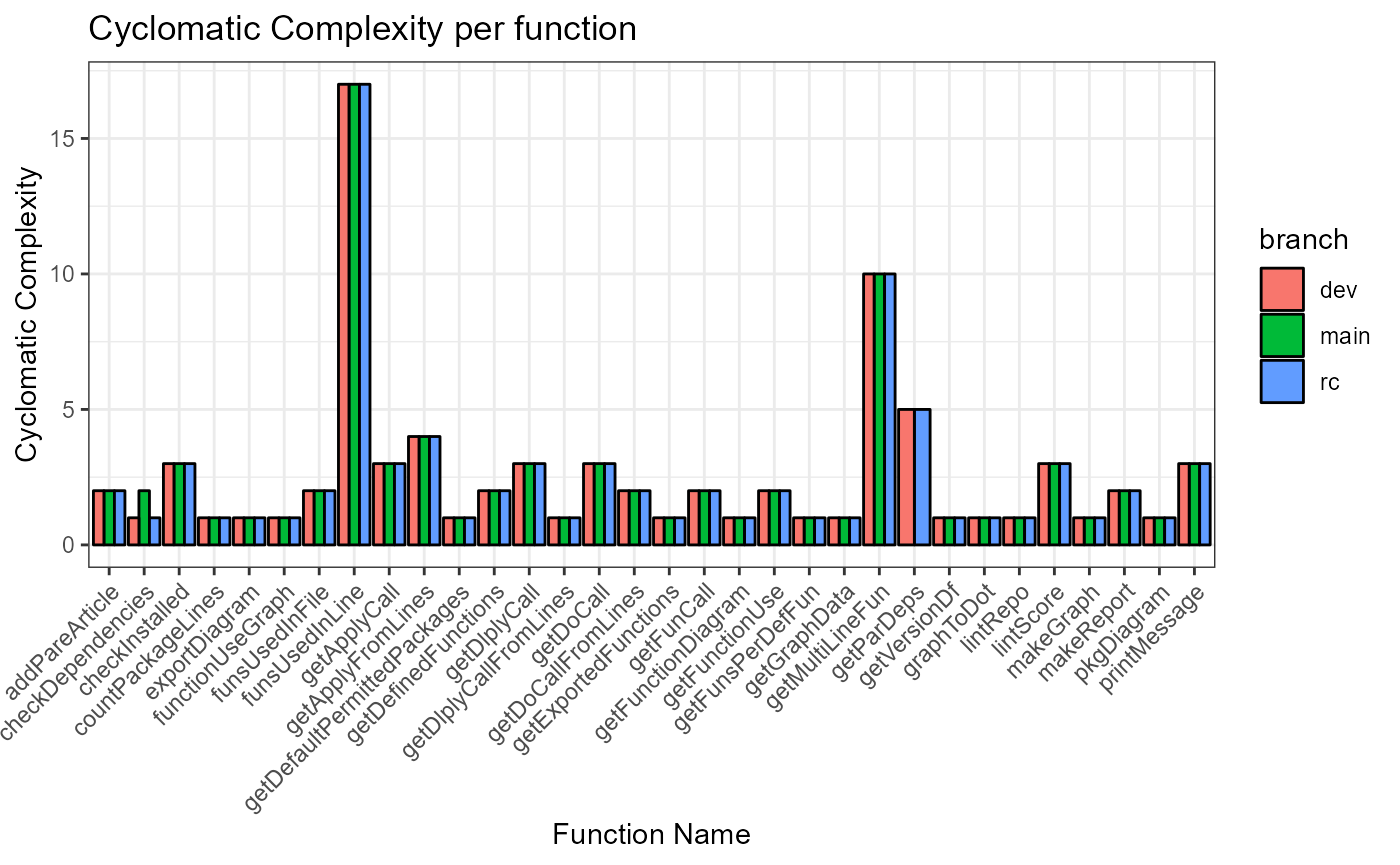 Cyclomatic Complexity per function
Cyclomatic Complexity
15
10
5
0
addPareArticle
checkDependencies
checkInstalled
countPackageLines
exportDiagram
functionUseGraph
funsUsedInFile
funsUsedInLine
getApplyCall
getApplyFromLines
getDefaultPermittedPackages
getDefinedFunctions
getDlplyCall
getDlplyCallFromLines
getDoCall
getDoCallFromLines
getExportedFunctions
getFunCall
getFunctionDiagram
getFunctionUse
getFunsPerDefFun
getGraphData
getMultiLineFun
getParDeps
getVersionDf
graphToDot
lintRepo
lintScore
makeGraph
makeReport
pkgDiagram
printMessage
Function Name
branch
dev
main
rc